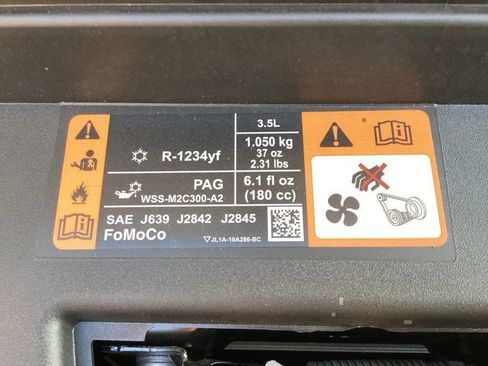 3.5L
R-1234yf
1.050 kg
37 oz
2.31 lbs
PAG
WSS-M2C300-A2
6.1 fl oz
(180 cc)
SAE J639 J2842 J2845
FoMoCo
JL1A-19A286-BC